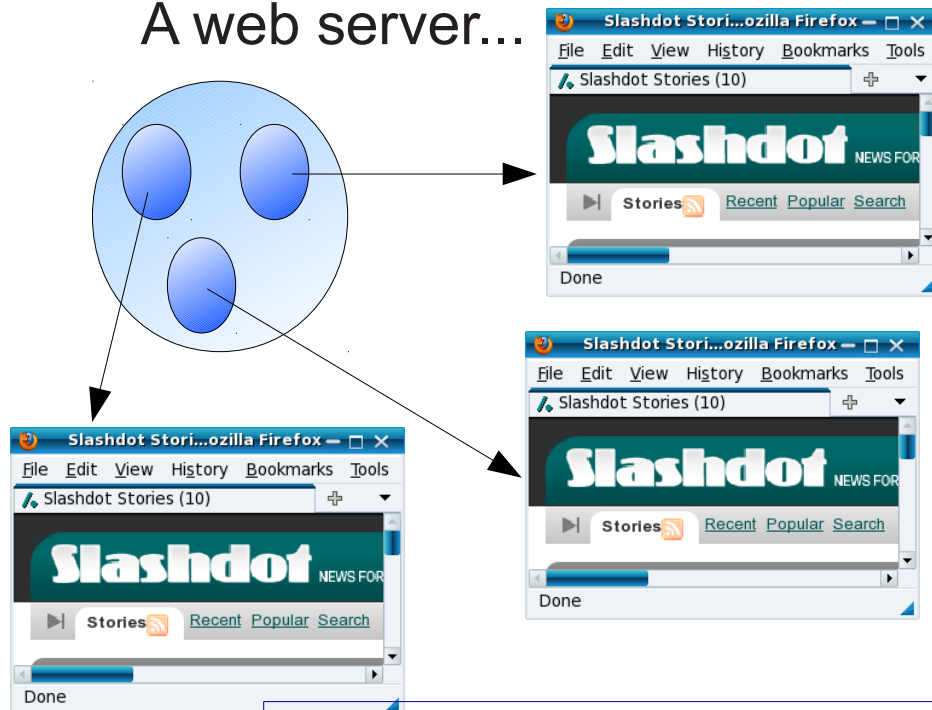 A web server...
Slashdot Stori...ozilla Firefox
File Edit View History Bookmarks Tools
Slashdot Stories (10)
Slashdot NEWS FOR
Stories Recent Popular Search
Done
Slashdot Stori...ozilla Firefox
File Edit View History Bookmarks Tools
Slashdot Stories (10)
Slashdot NEWS FOR
Stories Recent Popular Search
Done
Slashdot Stori...ozilla Firefox
File Edit View History Bookmarks Tools
Slashdot Stories (10)
Slashdot NEWS FOR
Stories Recent Popular Search
Done